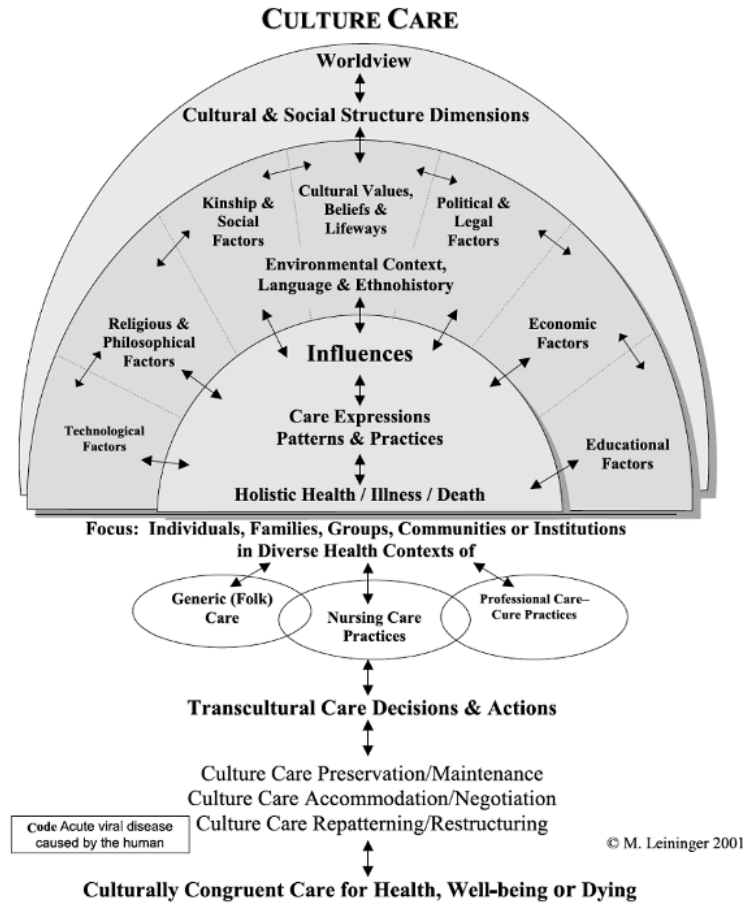 CULTURE CARE
Worldview
Cultural & Social Structure Dimensions
Kinship &
Social
Factors
Cultural Values,
Beliefs &
Lifeways
Political &
Legal
Factors
Environmental Context,
Language & Ethnohistory
Religious &
Philosophical
Factors
Economic
Factors
Technological
Factors
Educational
Factors
Influences
Care Expressions
Patterns & Practices
Holistic Health / Illness / Death
Focus: Individuals, Families, Groups, Communities or Institutions
in Diverse Health Contexts of
Generic (Folk)
Care
Nursing Care
Practices
Professional Care–
Cure Practices
Transcultural Care Decisions & Actions
Culture Care Preservation/Maintenance
Culture Care Accommodation/Negotiation
Culture Care Repatterning/Restructuring
Code Acute viral disease
caused by the human
© M. Leininger 2001
Culturally Congruent Care for Health, Well-being or Dying